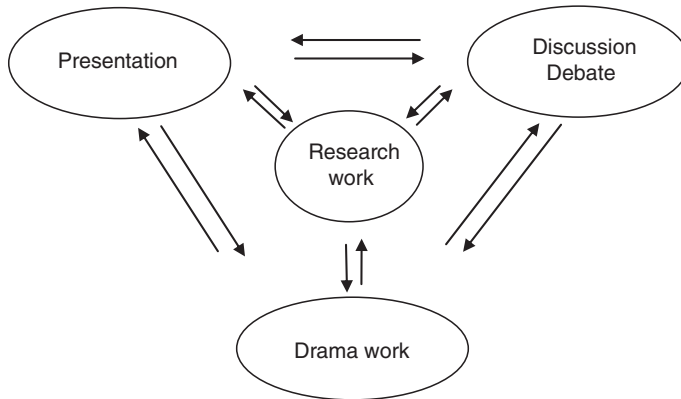 Presentation
Discussion
Debate
Research
work
Drama work